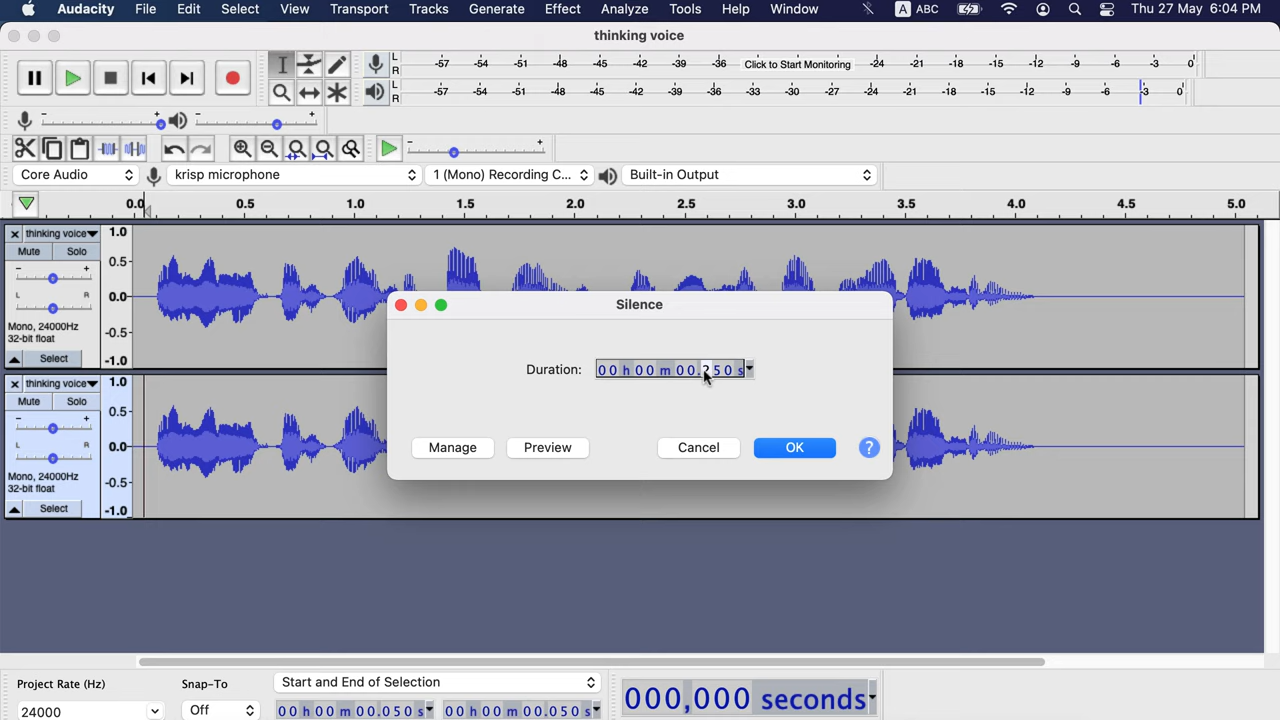 Audacity File Edit Select View Transport Tracks Generate Effect Analyze Tools Help Window A ABC Thu 27 May 6:04 PM
thinking voice
L -57 -54 -51 -48 -45 -42 -39 -36 -33 Click to Start Monitoring -24 -21 -18 -15 -12 -9 -6 -3 0
R
L -57 -54 -51 -48 -45 -42 -39 -36 -33 -30 -27 -24 -21 -18 -15 -12 -9 -6 -3 0
R
- + - +
- +
Core Audio krisp microphone 1 (Mono) Recording C... Built-in Output
0.0 0.5 1.0 1.5 2.0 2.5 3.0 3.5 4.0 4.5 5.0
× thinking voice 1.0
Mute Solo
- + 0.5
L R 0.0
Mono, 24000Hz -0.5
32-bit float
Select -1.0
Silence
Duration: 00 h 00 m 00.250 s
Manage Preview Cancel OK ?
× thinking voice 1.0
Mute Solo
- + 0.5
L R 0.0
Mono, 24000Hz -0.5
32-bit float
Select -1.0
Project Rate (Hz) Snap-To Start and End of Selection
24000 Off 00 h 00 m 00.050 s 00 h 00 m 00.050 s 000,000 seconds